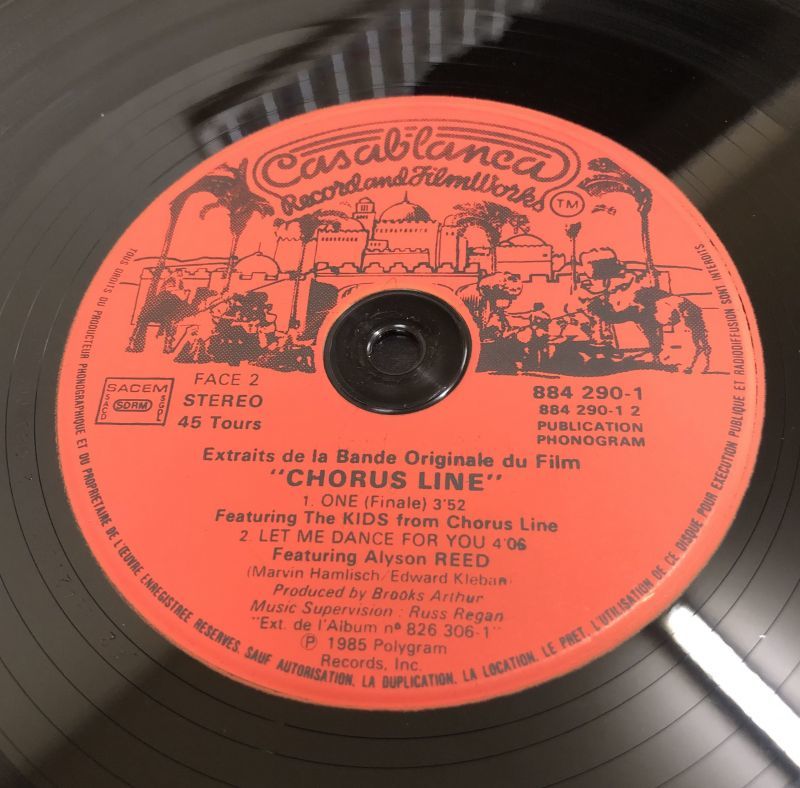 Casablanca
Record and FilmWorks TM
SACEM
SACD
SDRM
SGDL
FACE 2
STEREO
45 Tours
884 290-1
884 290-1 2
PUBLICATION
PHONOGRAM
Extraits de la Bande Originale du Film
"CHORUS LINE"
1. ONE (Finale) 3'52
Featuring The KIDS from Chorus Line
2. LET ME DANCE FOR YOU 4'06
Featuring Alyson REED
(Marvin Hamlisch/Edward Kleban)
Produced by Brooks Arthur
Music Supervision : Russ Regan
"Ext. de l'Album nº 826 306-1"
Ⓟ 1985 Polygram
Records, Inc.
TOUS DROITS DU PRODUCTEUR PHONOGRAPHIQUE ET DU PROPRIETAIRE DE L'ŒUVRE ENREGISTREE RESERVES. SAUF AUTORISATION. LA DUPLICATION. LA LOCATION. LE PRET. L'UTILISATION DE CE DISQUE POUR EXECUTION PUBLIQUE ET RADIODIFFUSION SONT INTERDITS